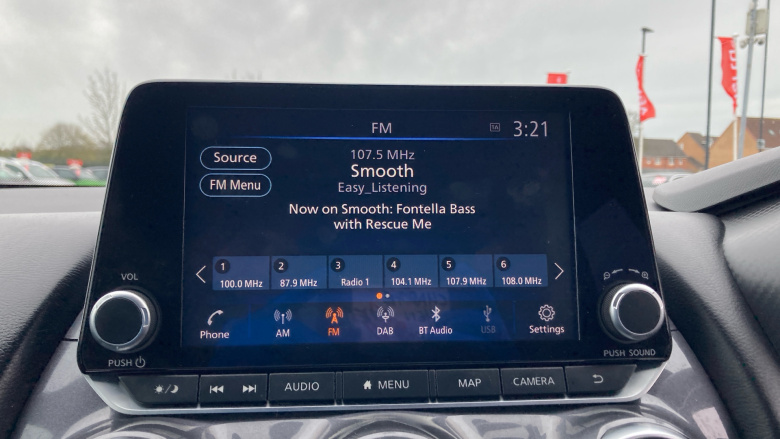 FM
TA
3:21
Source
107.5 MHz
Smooth
FM Menu
Easy_Listening
Now on Smooth: Fontella Bass
with Rescue Me
1 2 3 4 5 6
100.0 MHz 87.9 MHz Radio 1 104.1 MHz 107.9 MHz 108.0 MHz
Phone AM FM DAB BT Audio USB Settings
VOL
PUSH
PUSH SOUND
AUDIO MENU MAP CAMERA